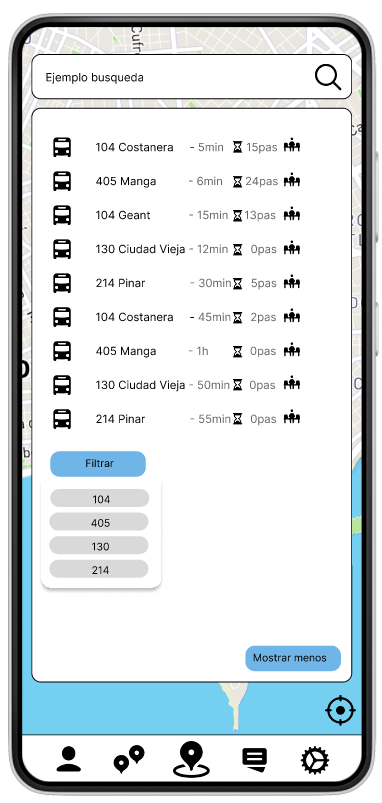 Cufre
Ejemplo busqueda
104 Costanera - 5min 15pas
405 Manga - 6min 24pas
104 Geant - 15min 13pas
130 Ciudad Vieja - 12min 0pas
214 Pinar - 30min 5pas
104 Costanera - 45min 2pas
405 Manga - 1h 0pas
130 Ciudad Vieja - 50min 0pas
214 Pinar - 55min 0pas
Filtrar
104
405
130
214
Mostrar menos